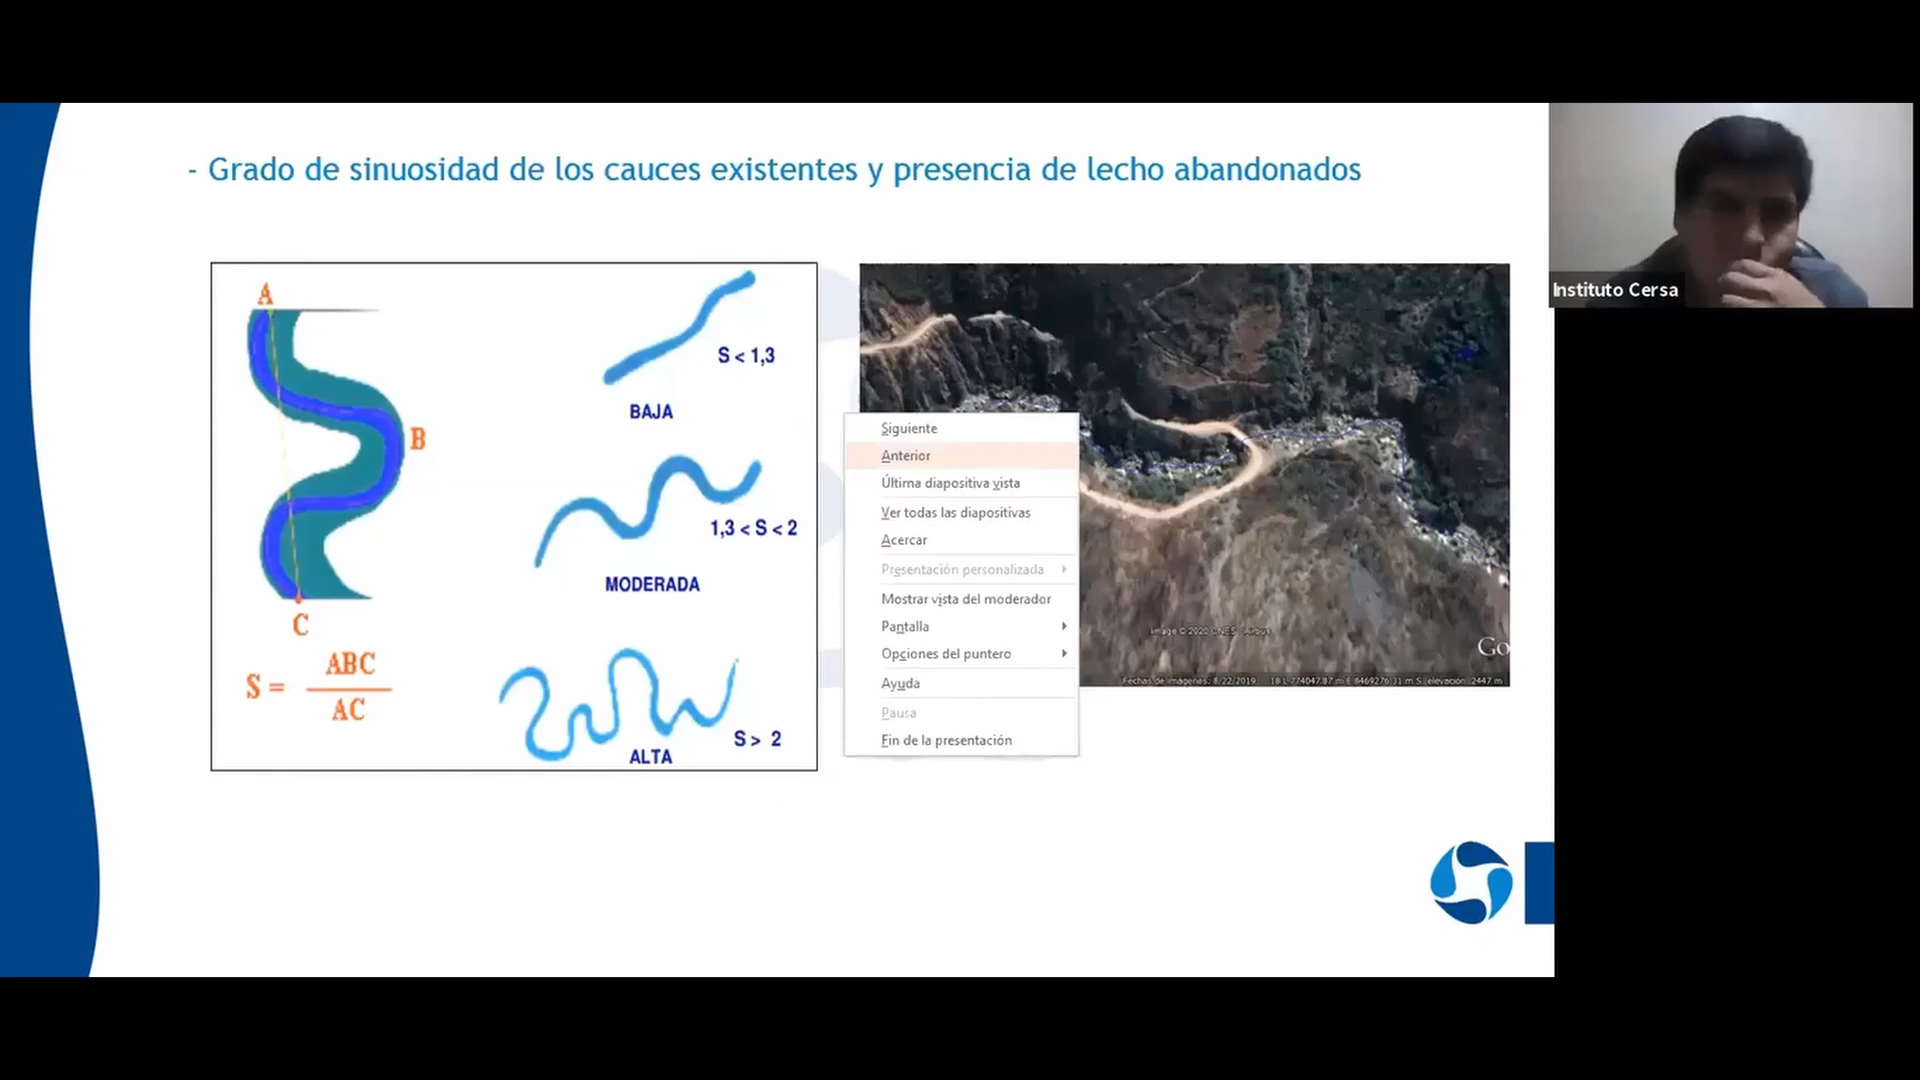 - Grado de sinuosidad de los cauces existentes y presencia de lecho abandonados
A
B
C
S = ABC
AC
S < 1,3
BAJA
1,3 < S < 2
MODERADA
S > 2
ALTA
Siguiente
Anterior
Última diapositiva vista
Ver todas las diapositivas
Acercar
Presentación personalizada
Mostrar vista del moderador
Pantalla
Opciones del puntero
Ayuda
Pausa
Fin de la presentación
Image © 2020 CNES / Airbus
Go
Fechas de imágenes: 8/22/2019 18 L 774047.87 m E 8469276.31 m S elevación 2447 m
Instituto Cersa